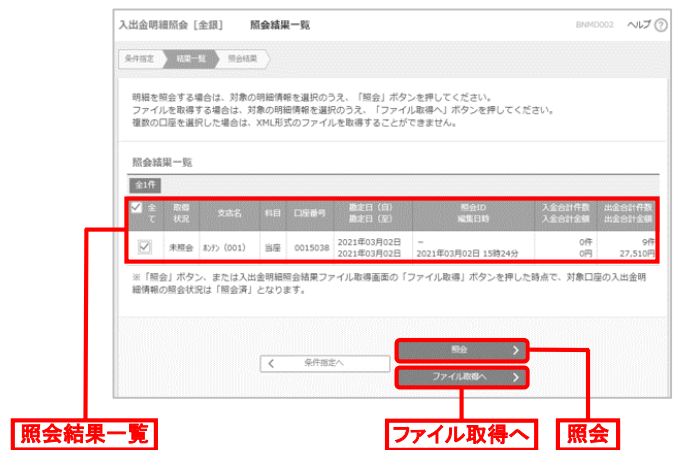 入出金明細照会［全銀］ 照会結果一覧 BNMD002 ヘルプ ?
条件指定 結果一覧 照会結果
明細を照会する場合は、対象の明細情報を選択のうえ、「照会」ボタンを押してください。
ファイルを取得する場合は、対象の明細情報を選択のうえ、「ファイル取得へ」ボタンを押してください。
複数の口座を選択した場合は、XML形式のファイルを取得することができません。
照会結果一覧
全1件
全て 取得状況 支店名 科目 口座番号 勘定日（自） 勘定日（至） 照会ID 編集日時 入金合計件数 入金合計金額 出金合計件数 出金合計金額
未照会 ﾎﾝﾃﾝ（001） 当座 0015038 2021年03月02日 2021年03月02日 － 2021年03月02日 15時24分 0件 0円 9件 27,510円
※「照会」ボタン、または入出金明細照会結果ファイル取得画面の「ファイル取得」ボタンを押した時点で、対象口座の入出金明
細情報の照会状況は「照会済」となります。
照会
条件指定へ
ファイル取得へ
照会結果一覧 ファイル取得へ 照会